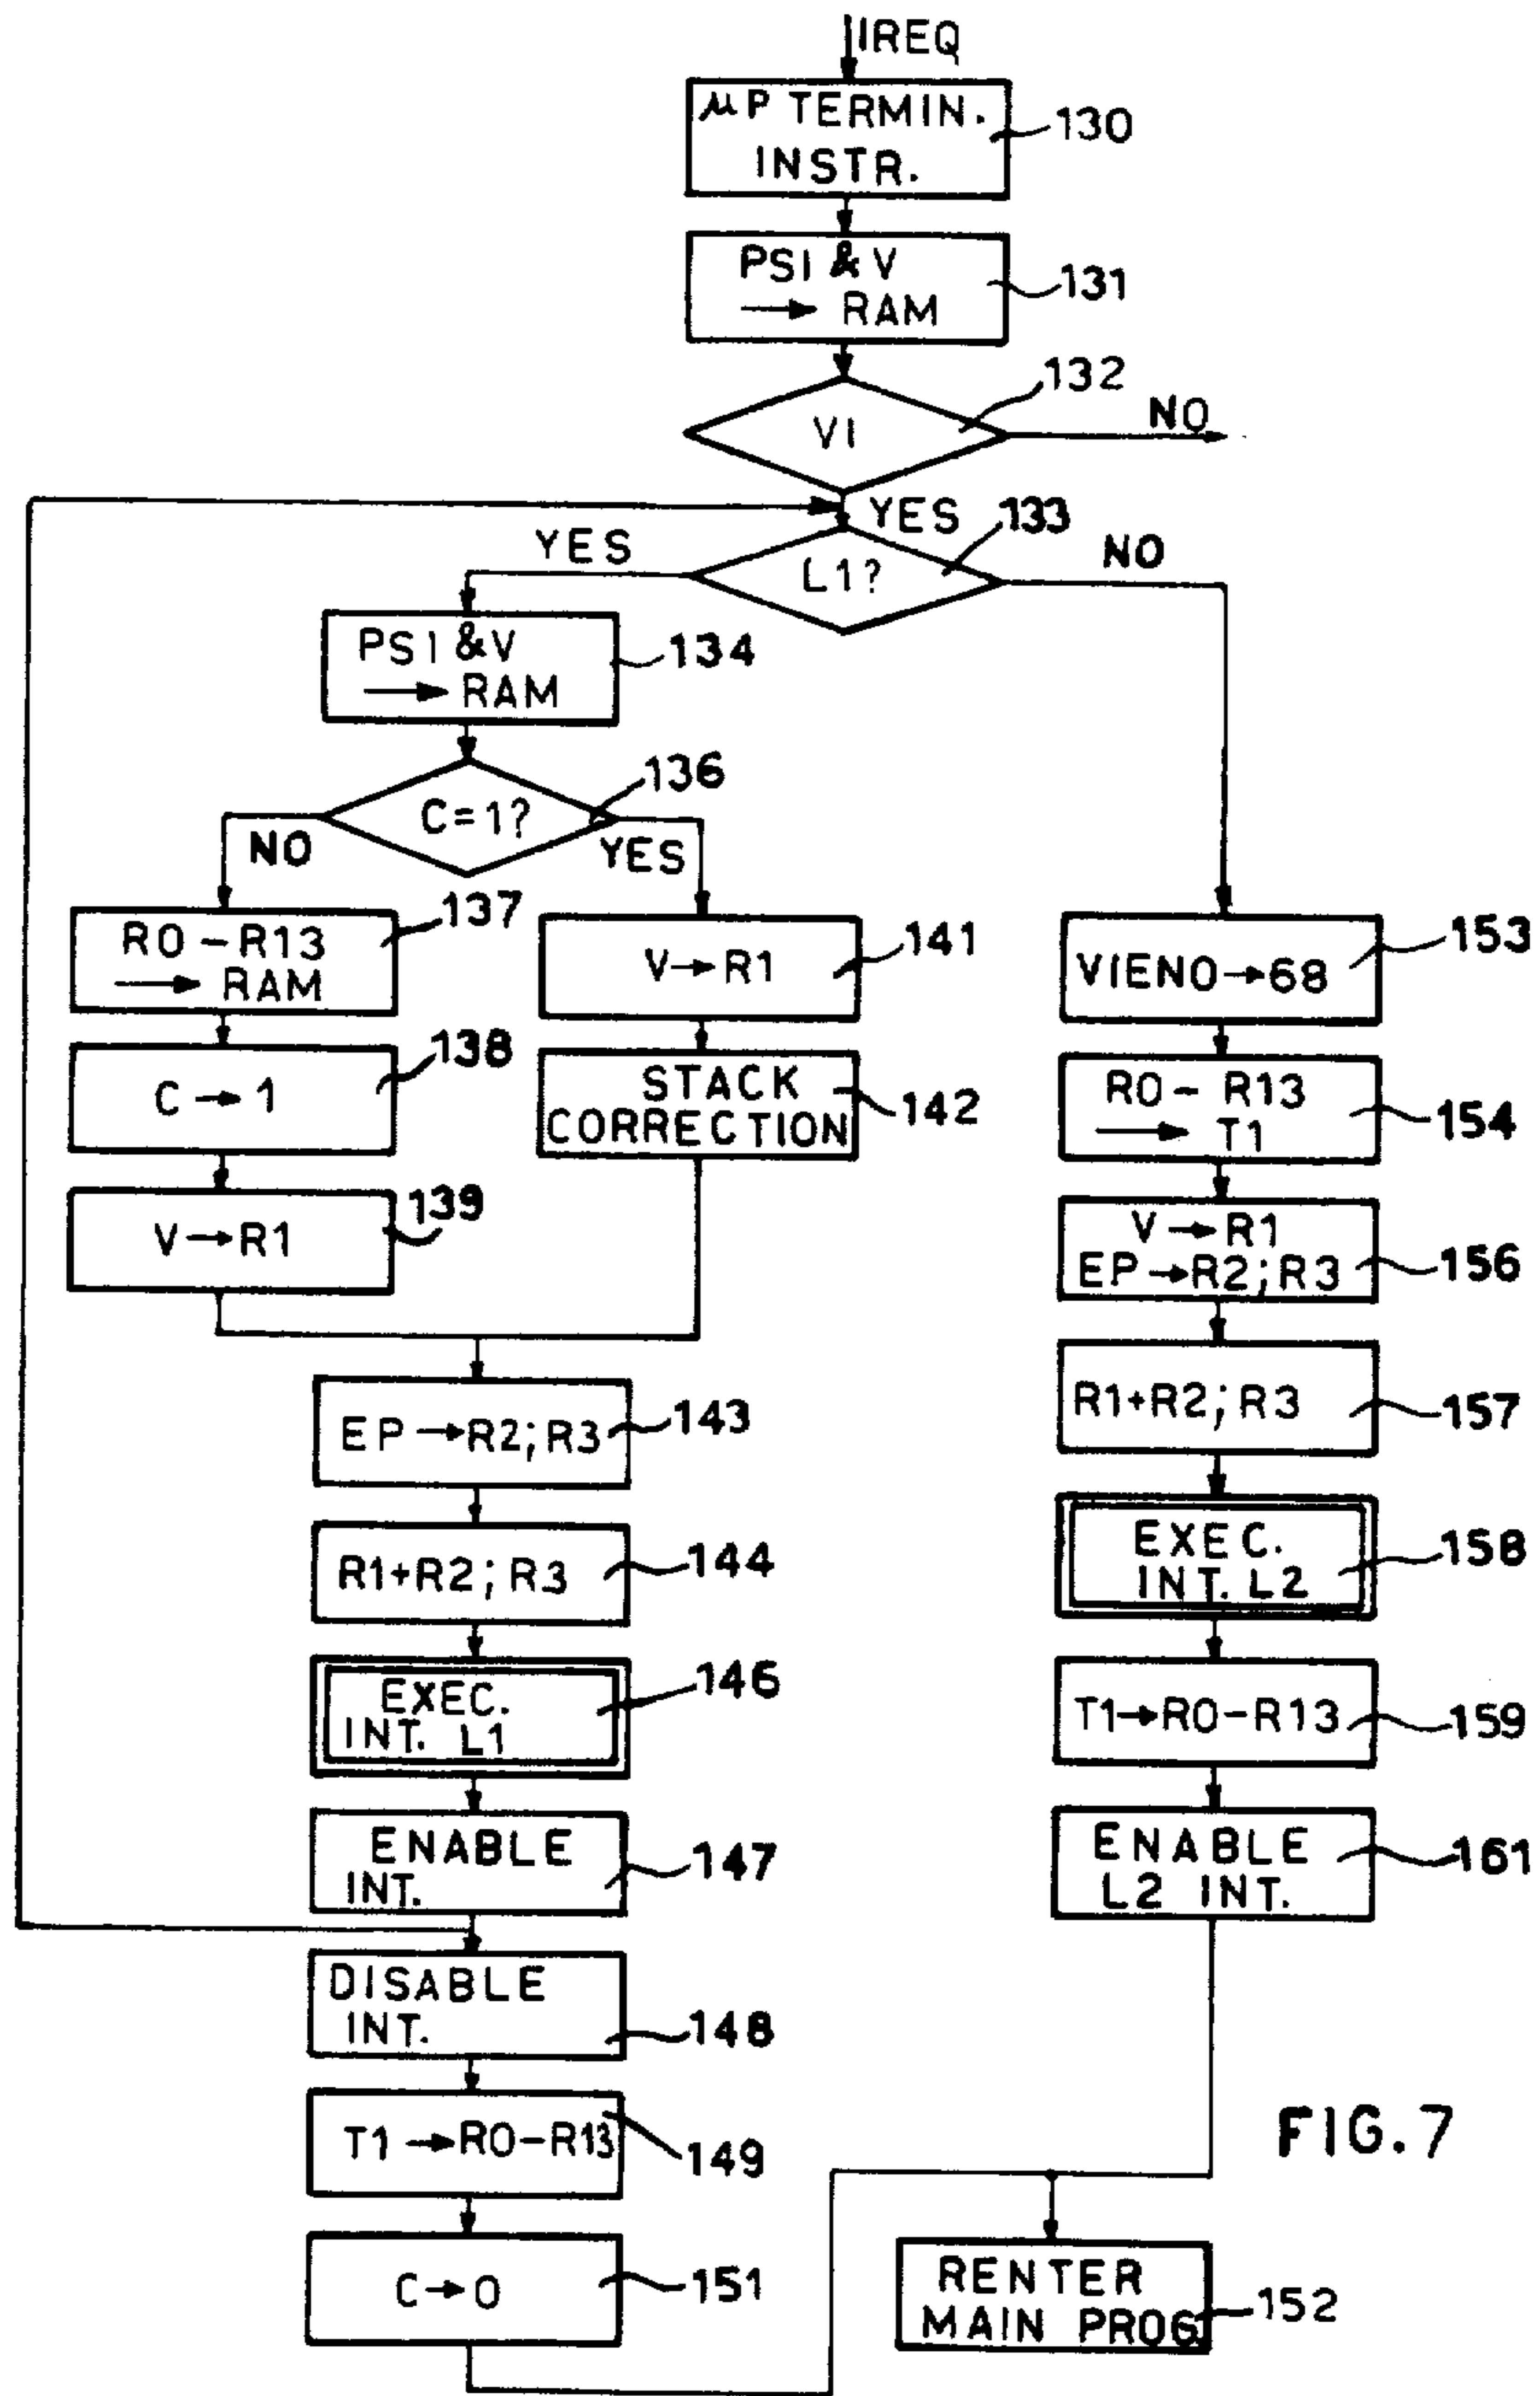 IREQ
μP TERMIN.
INSTR.
130
PSI & V
→ RAM
131
132
VI
NO
YES
133
YES
L1?
NO
PSI & V
→ RAM
134
136
C=1?
NO
YES
137
R0-R13
→ RAM
141
V→R1
153
VIENO→68
138
C→1
STACK
CORRECTION
142
R0-R13
→ T1
154
139
V→R1
V→R1
EP→R2;R3
156
EP→R2;R3
143
R1+R2;R3
157
R1+R2;R3
144
EXEC.
INT. L2
158
EXEC.
INT. L1
146
T1→R0-R13
159
ENABLE
INT.
147
ENABLE
L2 INT.
161
DISABLE
INT.
148
T1→R0-R13
149
FIG.7
C→0
151
RENTER
MAIN PROG
152